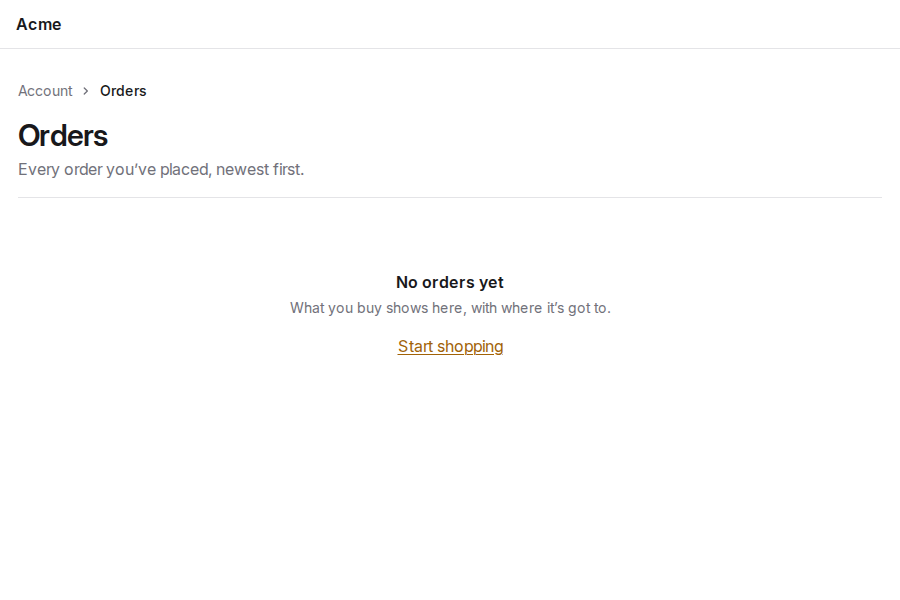 Acme
Account > Orders
Orders
Every order you've placed, newest first.
No orders yet
What you buy shows here, with where it's got to.
Start shopping